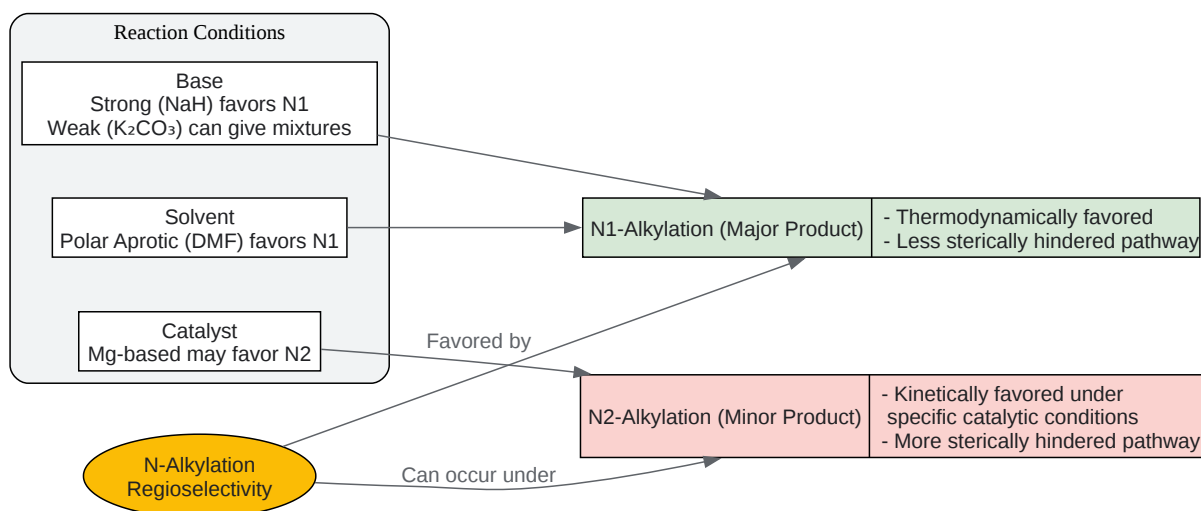 Reaction Conditions
Base
Strong (NaH) favors N1
Weak (K₂CO₃) can give mixtures
Solvent
Polar Aprotic (DMF) favors N1
Catalyst
Mg-based may favor N2
N1-Alkylation (Major Product)
- Thermodynamically favored
- Less sterically hindered pathway
Favored by
N2-Alkylation (Minor Product)
- Kinetically favored under
specific catalytic conditions
- More sterically hindered pathway
N-Alkylation
Regioselectivity
Can occur under